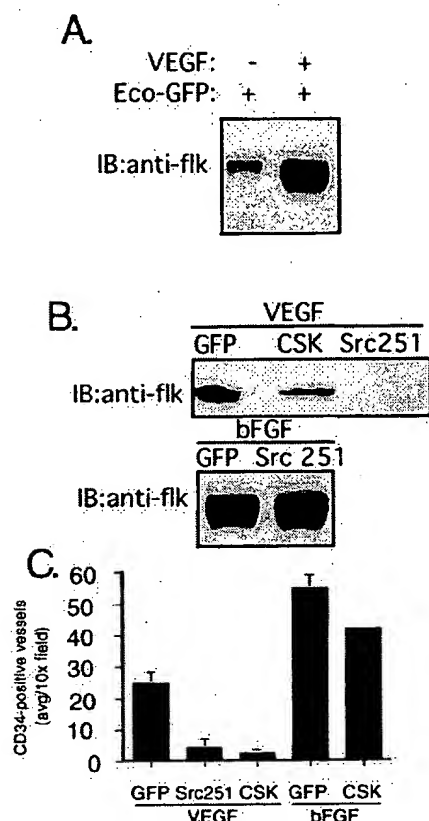 A.
VEGF: - +
Eco-GFP: + +
IB:anti-flk
B.
VEGF
GFP CSK Src251
IB:anti-flk
bFGF
GFP Src 251
IB:anti-flk
C.
CD34-positive vessels
(avg/10x field)
60
50
40
30
20
10
0
GFP Src251 CSK GFP CSK
VEGF bFGF